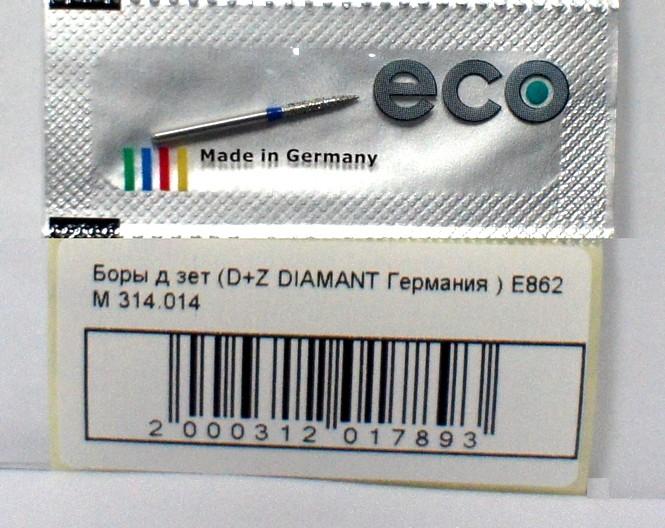 eco
Made in Germany
Боры д зет (D+Z DIAMANT Германия ) E862
M 314.014
2 000312 017893